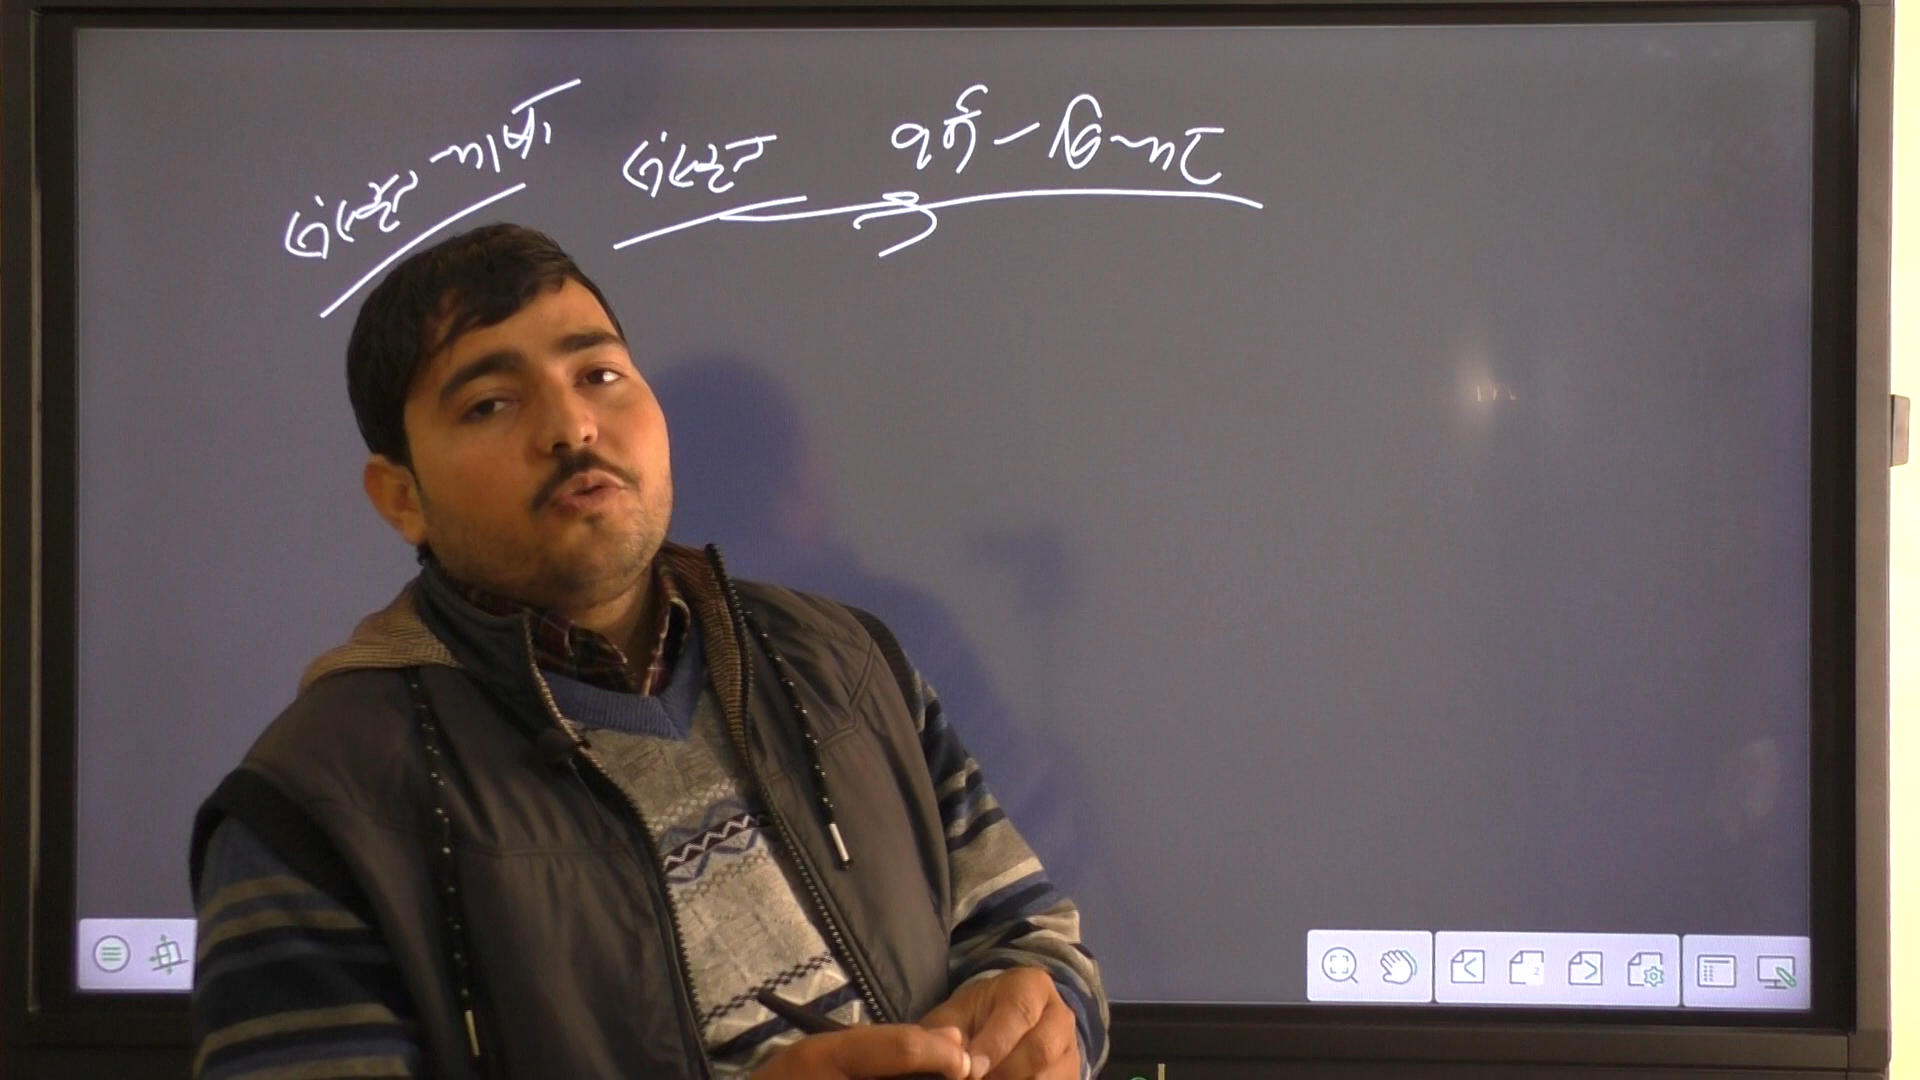 संस्कृत भाषा संस्कृत वर्ण - विचार